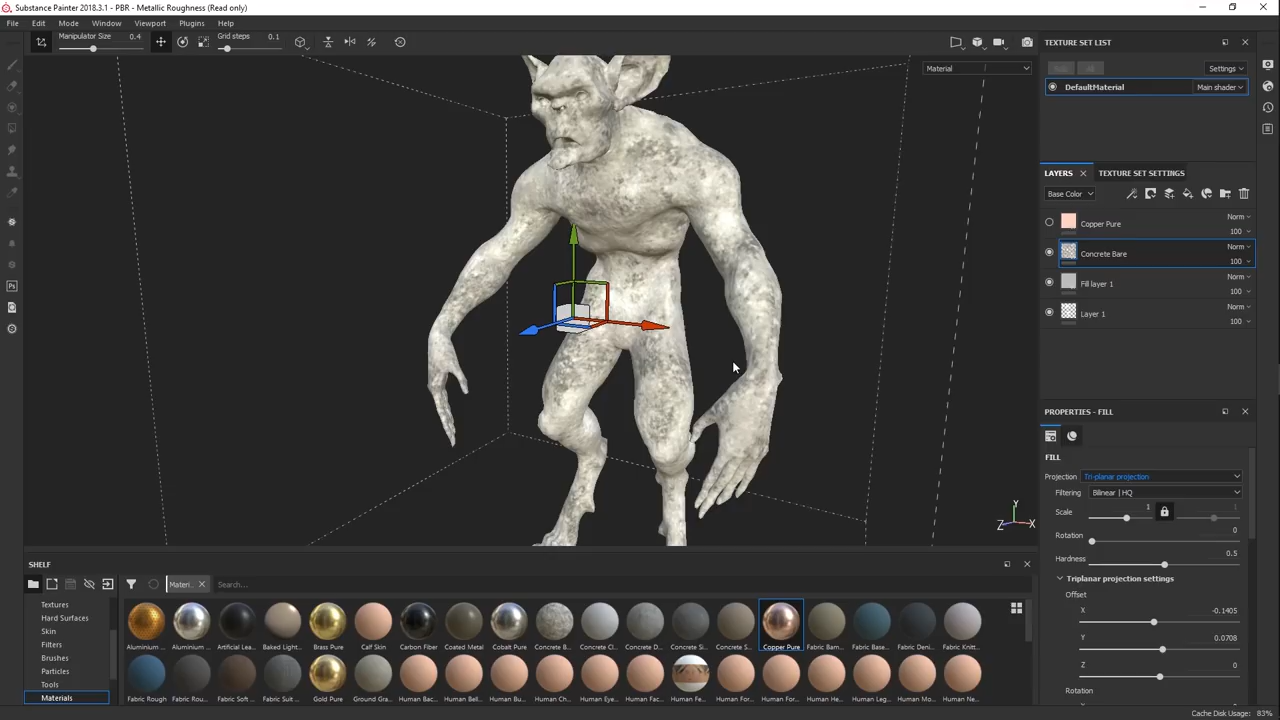 Substance Painter 2018.3.1 - PBR - Metallic Roughness (Read only)
File Edit Mode Window Viewport Plugins Help
Manipulator Size 0.4 Grid steps 0.1
Material
TEXTURE SET LIST
Settings
DefaultMaterial Main shader
LAYERS TEXTURE SET SETTINGS
Base Color
Copper Pure Norm 100
Concrete Bare Norm 100
Fill layer 1 Norm 100
Layer 1 Norm 100
PROPERTIES - FILL
FILL
Projection Tri-planar projection
Filtering Bilinear | HQ
Scale 1 1
Rotation 0
Hardness 0.5
Triplanar projection settings
Offset
X -0.1405
Y 0.0708
Z 0
Rotation
Y
Z X
SHELF
Materi... Search...
Textures
Hard Surfaces
Skin
Filters
Brushes
Particles
Tools
Materials
Aluminium ... Aluminium ... Artificial Lea... Baked Light... Brass Pure Calf Skin Carbon Fiber Coated Metal Cobalt Pure Concrete B... Concrete Cl... Concrete D... Concrete Si... Concrete S... Copper Pure Fabric Bam... Fabric Base... Fabric Deni... Fabric Knitt...
Fabric Rough Fabric Rou... Fabric Soft ... Fabric Suit ... Gold Pure Ground Gra... Human Bac... Human Bel... Human Bu... Human Ch... Human Eye... Human Fac... Human Fe... Human For... Human For... Human He... Human Leg... Human Mo... Human Ne...
Cache Disk Usage: 83%